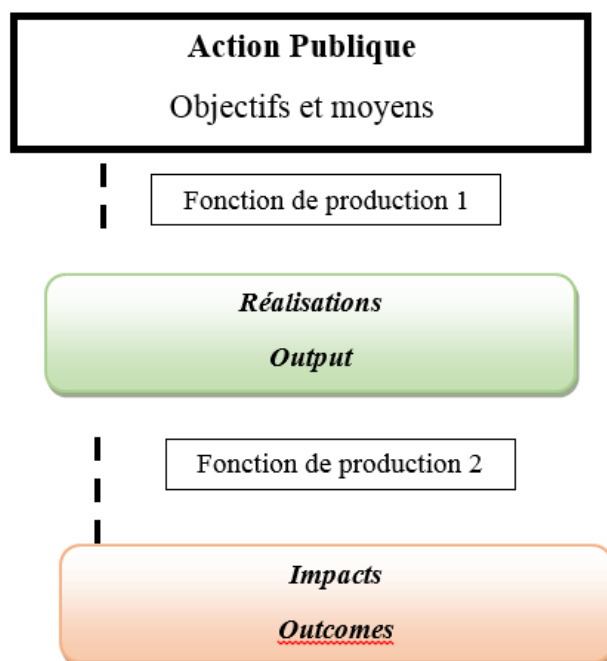 Action Publique
Objectifs et moyens
Fonction de production 1
Réalisations
Output
Fonction de production 2
Impacts
Outcomes